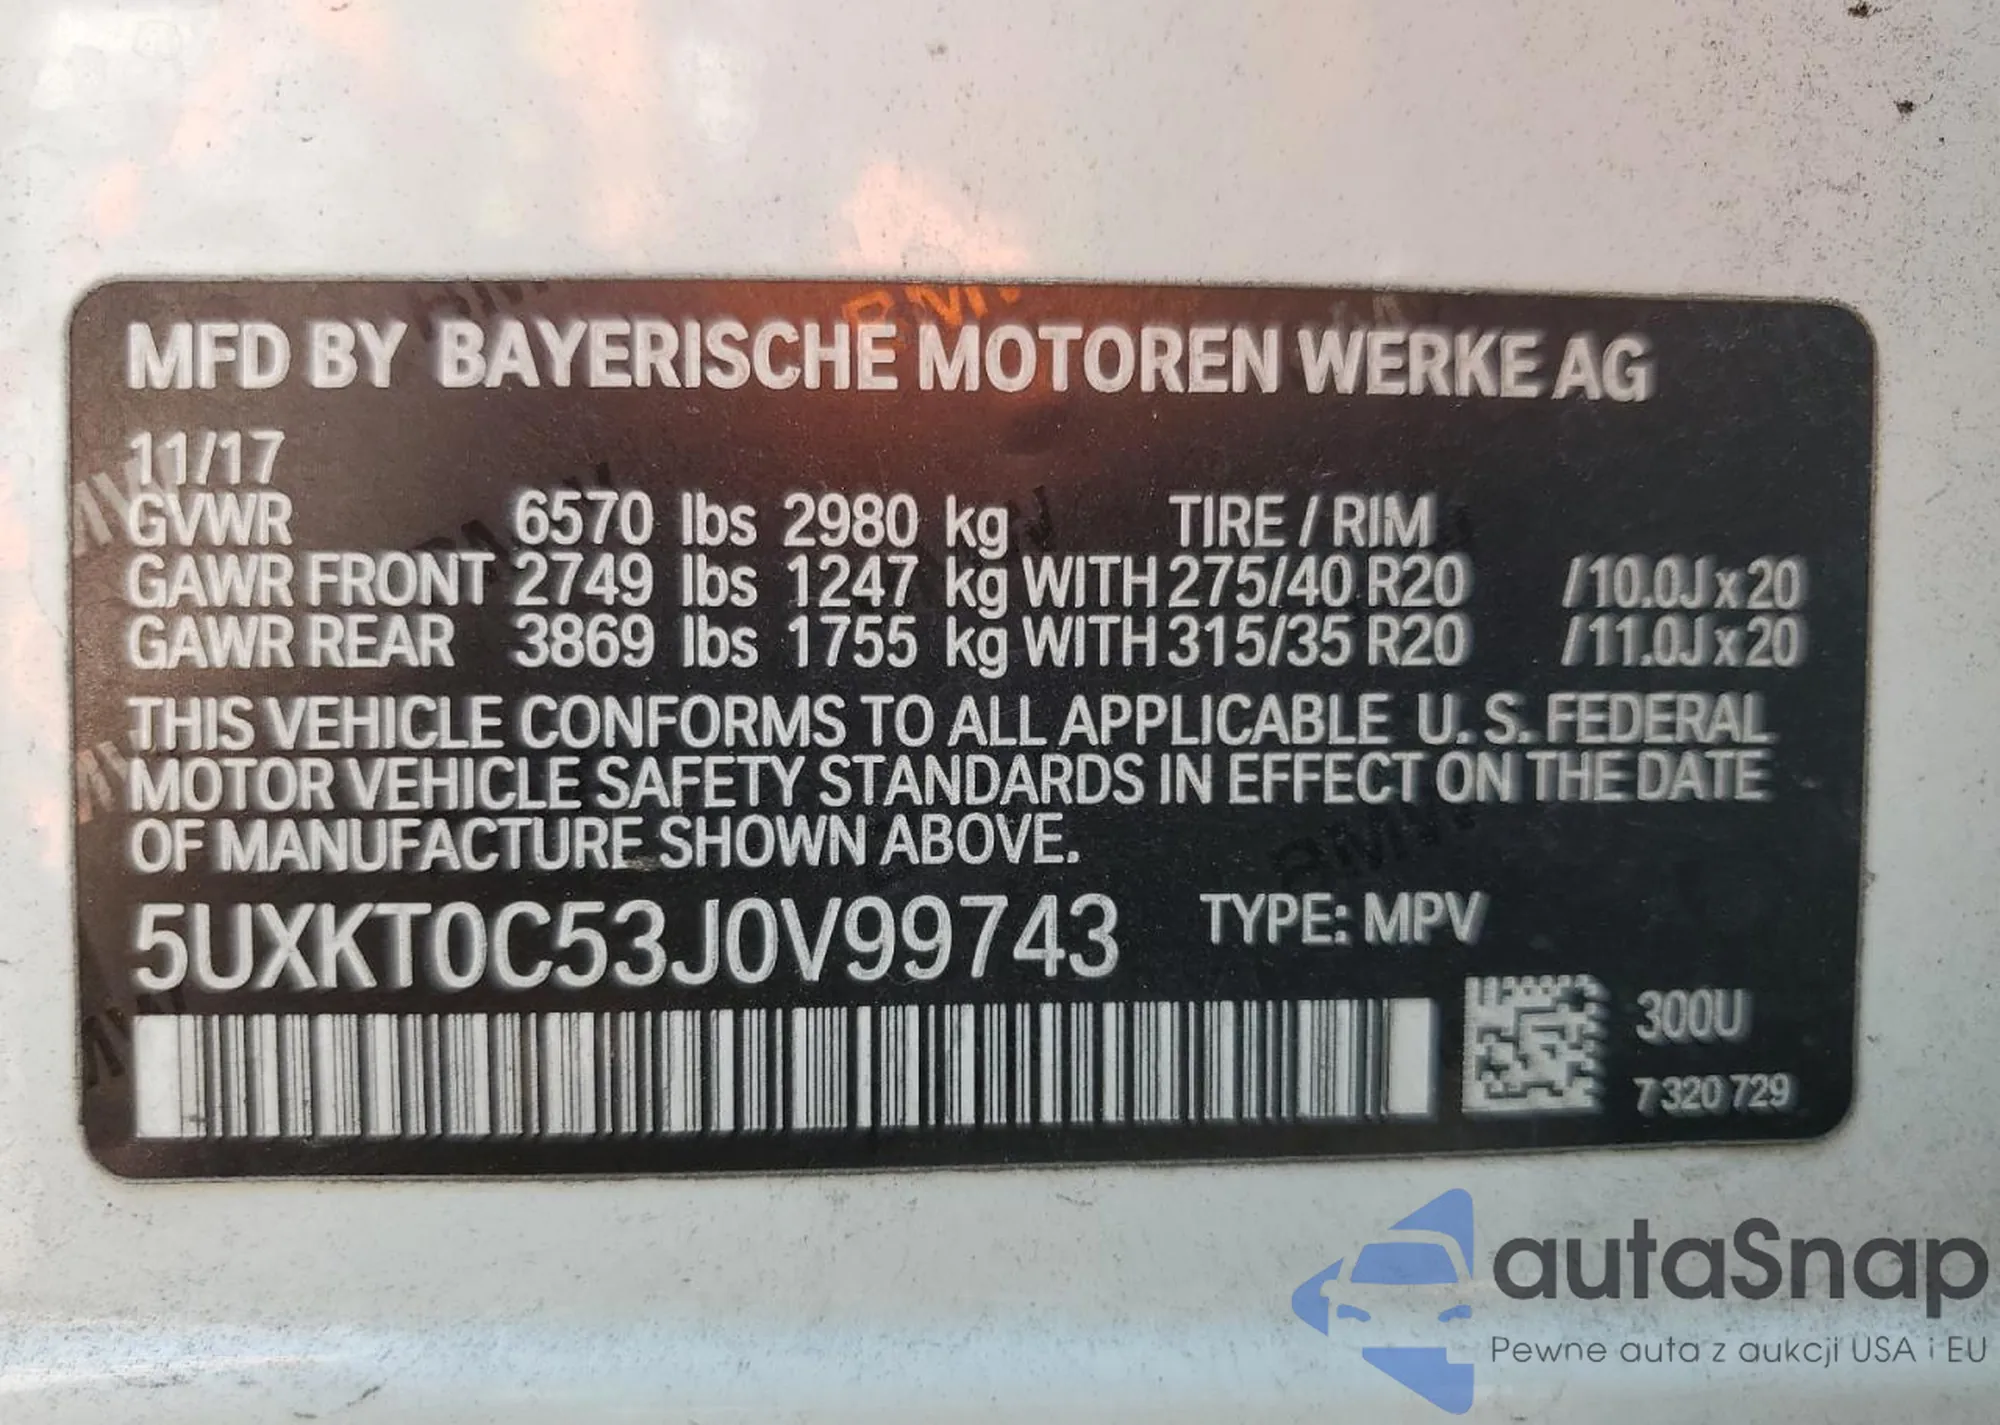 MFD BY BAYERISCHE MOTOREN WERKE AG
11/17
GVWR 6570 lbs 2980 kg TIRE / RIM
GAWR FRONT 2749 lbs 1247 kg WITH 275/40 R20 /10.0J x 20
GAWR REAR 3869 lbs 1755 kg WITH 315/35 R20 /11.0J x 20
THIS VEHICLE CONFORMS TO ALL APPLICABLE U. S. FEDERAL
MOTOR VEHICLE SAFETY STANDARDS IN EFFECT ON THE DATE
OF MANUFACTURE SHOWN ABOVE.
5UXKT0C53J0V99743 TYPE: MPV
300U
7 320 729
autaSnap
Pewne auta z aukcji USA i EU